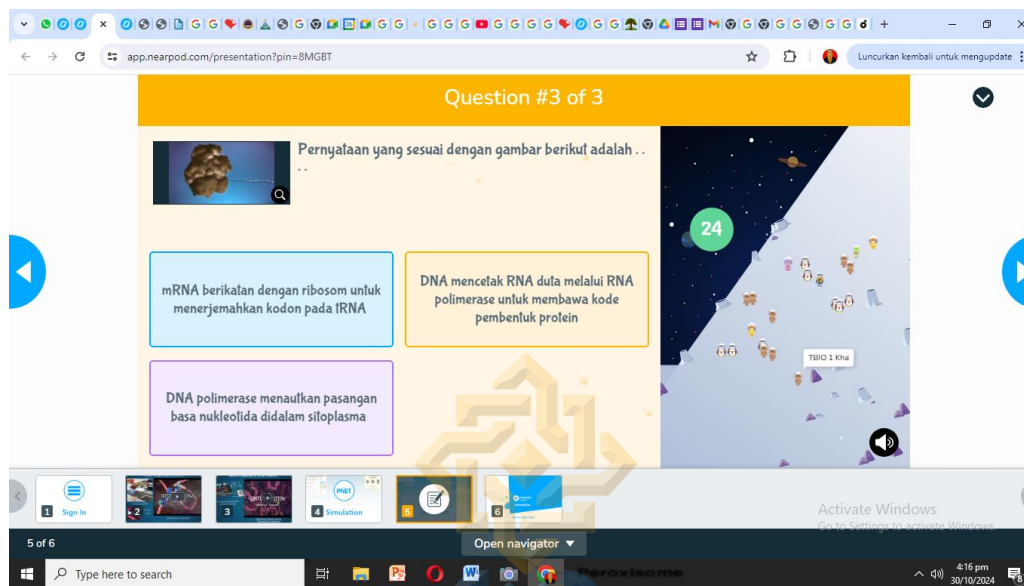 app.nearpod.com/presentation?pin=8MGBT
Luncurkan kembali untuk mengupdate
Question #3 of 3
Pernyataan yang sesuai dengan gambar berikut adalah . .
. .
24
mRNA berikatan dengan ribosom untuk
menerjemahkan kodon pada tRNA
DNA mencetak RNA duta melalui RNA
polimerase untuk membawa kode
pembentuk protein
DNA polimerase menautkan pasangan
basa nukleotida didalam sitoplasma
TBIO 1 Kha
1 Sign In
2
3
PhET
4 Simulation
5
6
Activate Windows
Go to Settings to activate Windows.
5 of 6
Open navigator
Type here to search
Peroxisome
4:16 pm
30/10/2024